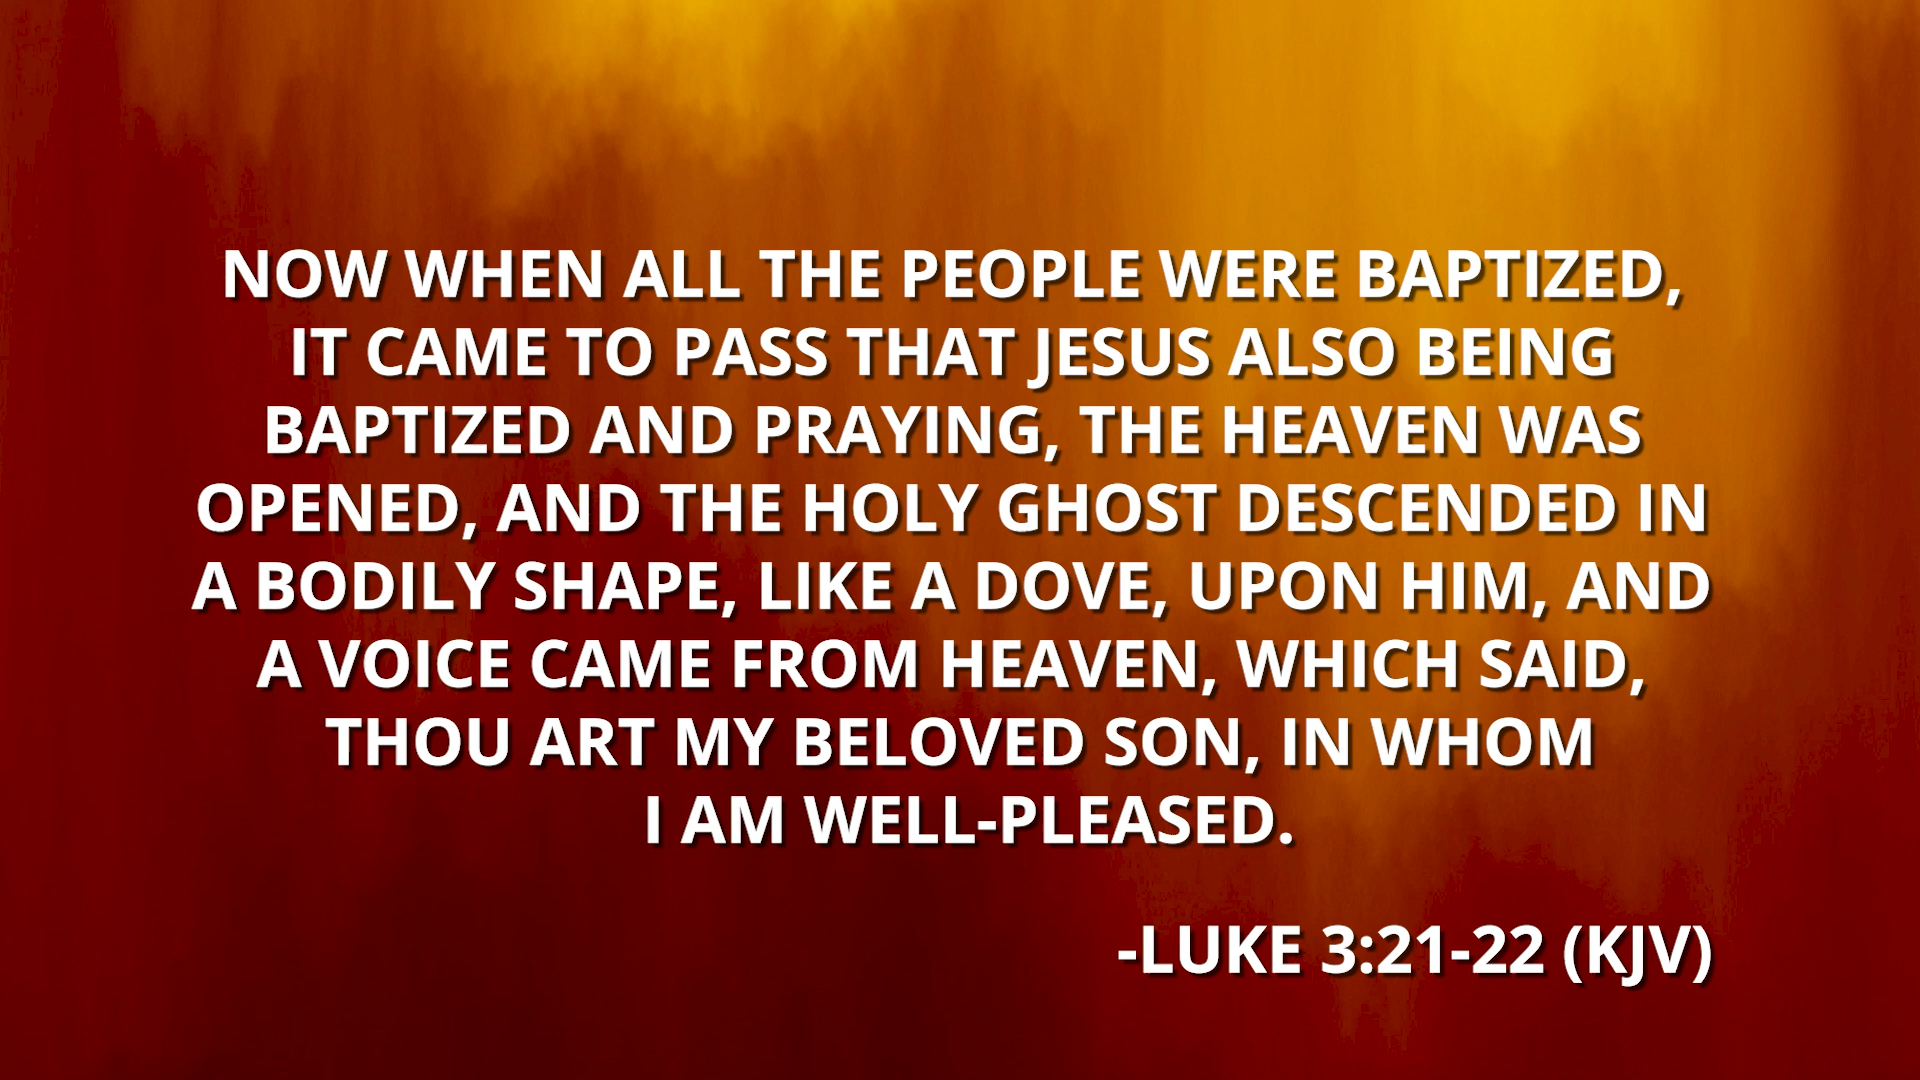 NOW WHEN ALL THE PEOPLE WERE BAPTIZED,
IT CAME TO PASS THAT JESUS ALSO BEING
BAPTIZED AND PRAYING, THE HEAVEN WAS
OPENED, AND THE HOLY GHOST DESCENDED IN
A BODILY SHAPE, LIKE A DOVE, UPON HIM, AND
A VOICE CAME FROM HEAVEN, WHICH SAID,
THOU ART MY BELOVED SON, IN WHOM
I AM WELL-PLEASED.
-LUKE 3:21-22 (KJV)